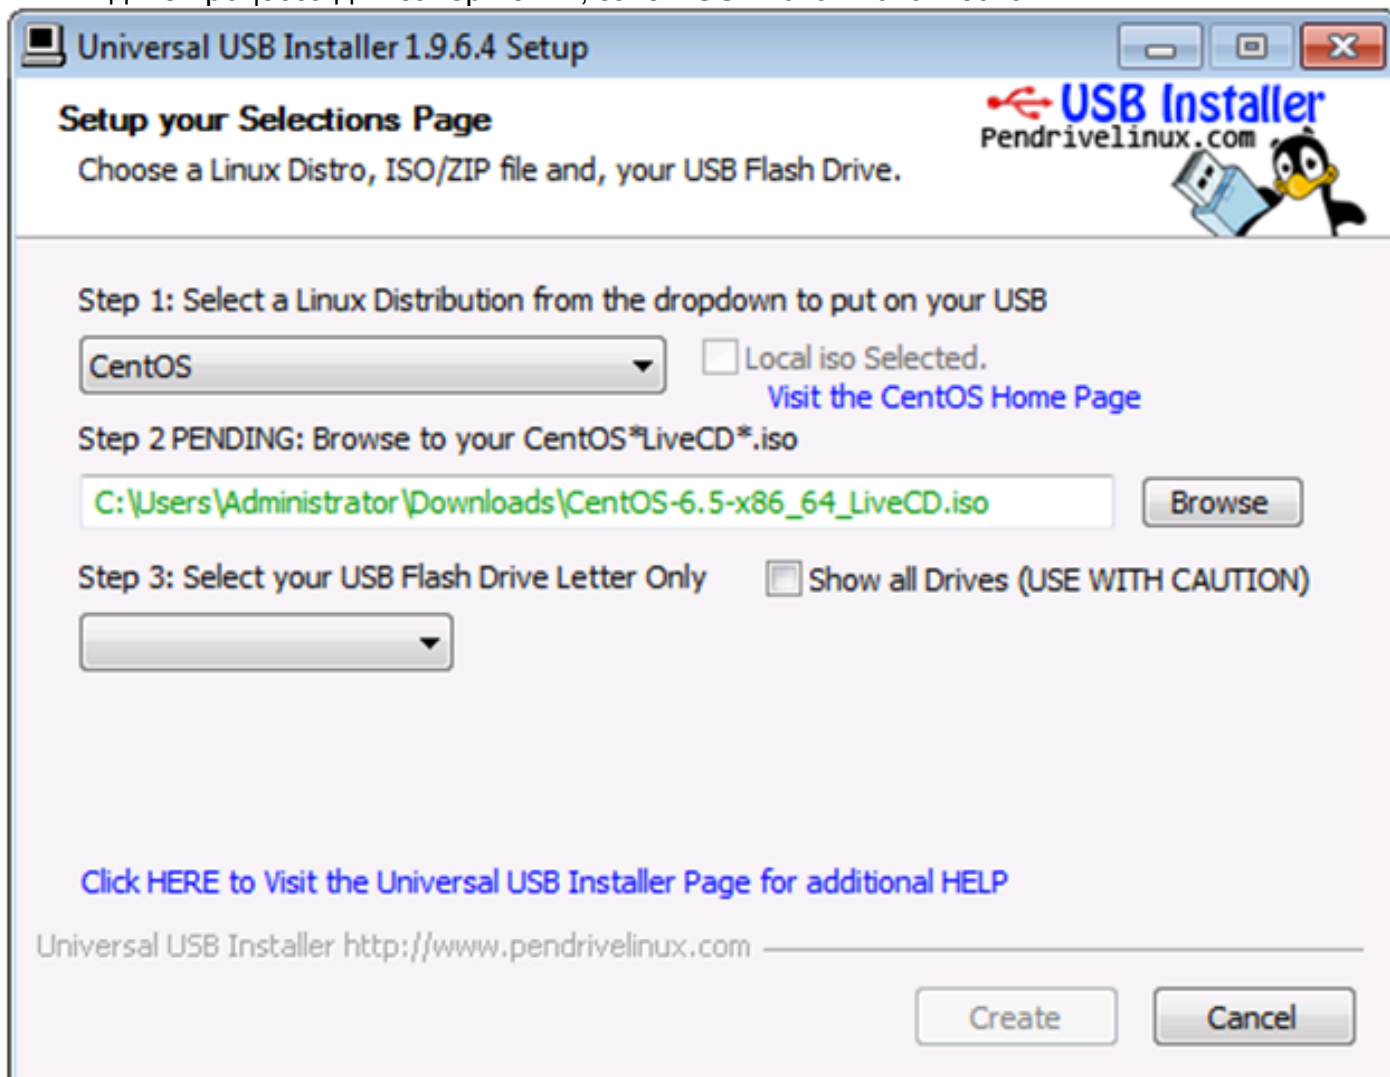 Universal USB Installer 1.9.6.4 Setup
USB Installer
Pendrivelinux.com
Setup your Selections Page
Choose a Linux Distro, ISO/ZIP file and, your USB Flash Drive.
Step 1: Select a Linux Distribution from the dropdown to put on your USB
CentOS
Local iso Selected.
Visit the CentOS Home Page
Step 2 PENDING: Browse to your CentOS*LiveCD*.iso
C:\Users\Administrator\Downloads\CentOS-6.5-x86_64_LiveCD.iso
Browse
Step 3: Select your USB Flash Drive Letter Only
Show all Drives (USE WITH CAUTION)
Click HERE to Visit the Universal USB Installer Page for additional HELP
Universal USB Installer http://www.pendrivelinux.com
Create
Cancel